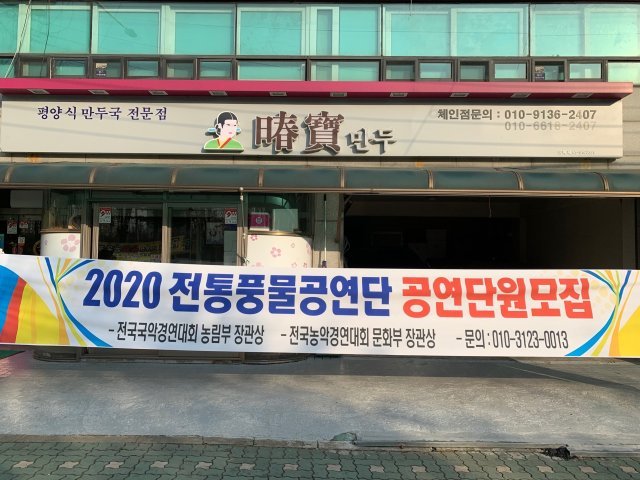 평양식만두국 전문점
暙寶만두
체인점문의 : 010-9136-2407
010-6618-2407
2020 전통풍물공연단 공연단원모집
- 전국국악경연대회 농림부 장관상 - 전국농악경연대회 문화부 장관상 - 문의 : 010-3123-0013